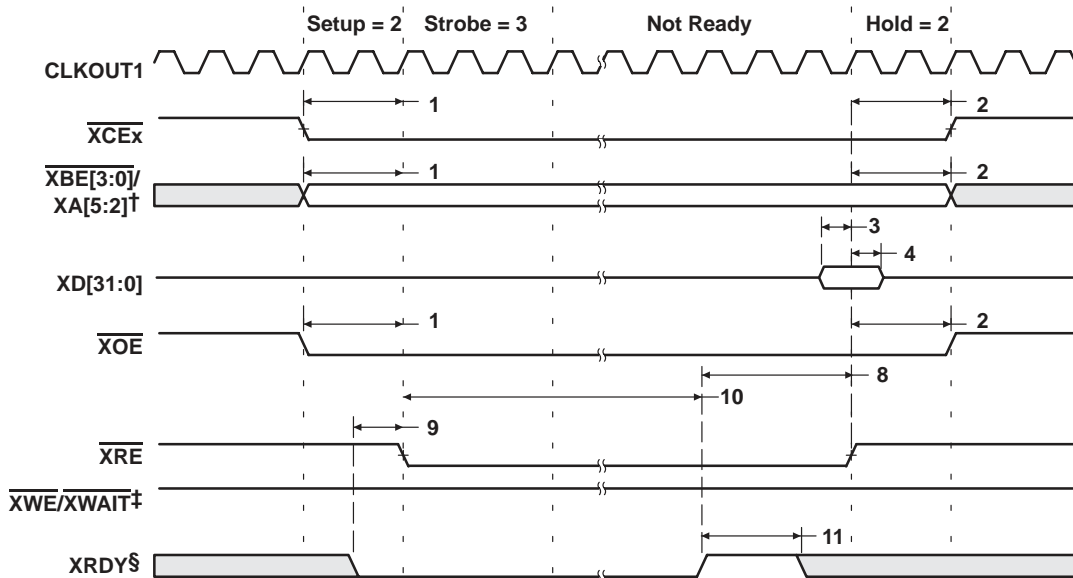 Setup = 2 Strobe = 3 Not Ready Hold = 2
CLKOUT1
1 2
XCEx
1 2
XBE[3:0]/
XA[5:2]†
3
4
XD[31:0]
1 2
XOE
8
10
9
XRE
XWE/XWAIT‡
11
XRDY§